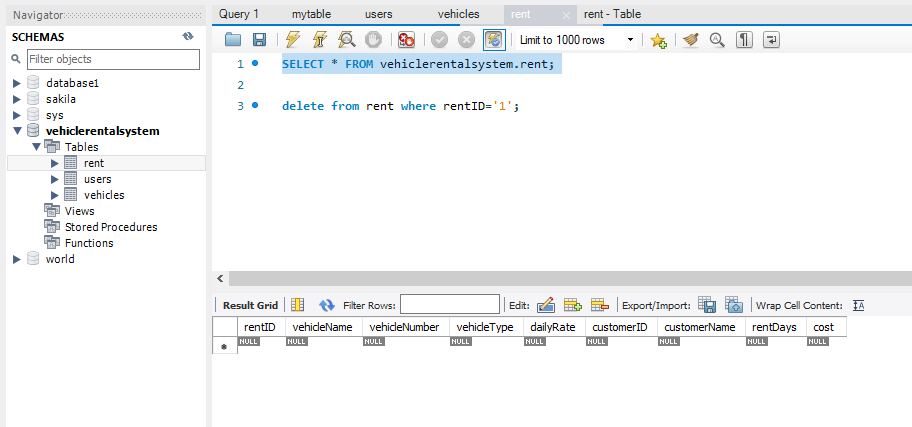 Navigator
SCHEMAS
Filter objects
database1
sakila
sys
vehiclerentalsystem
Tables
rent
users
vehicles
Views
Stored Procedures
Functions
world
Query 1 mytable users vehicles rent rent - Table
Limit to 1000 rows
1 SELECT * FROM vehiclerentalsystem.rent;
2
3 delete from rent where rentID='1';
Result Grid Filter Rows: Edit: Export/Import: Wrap Cell Content:
rentID vehicleName vehicleNumber vehicleType dailyRate customerID customerName rentDays cost
NULL NULL NULL NULL NULL NULL NULL NULL NULL